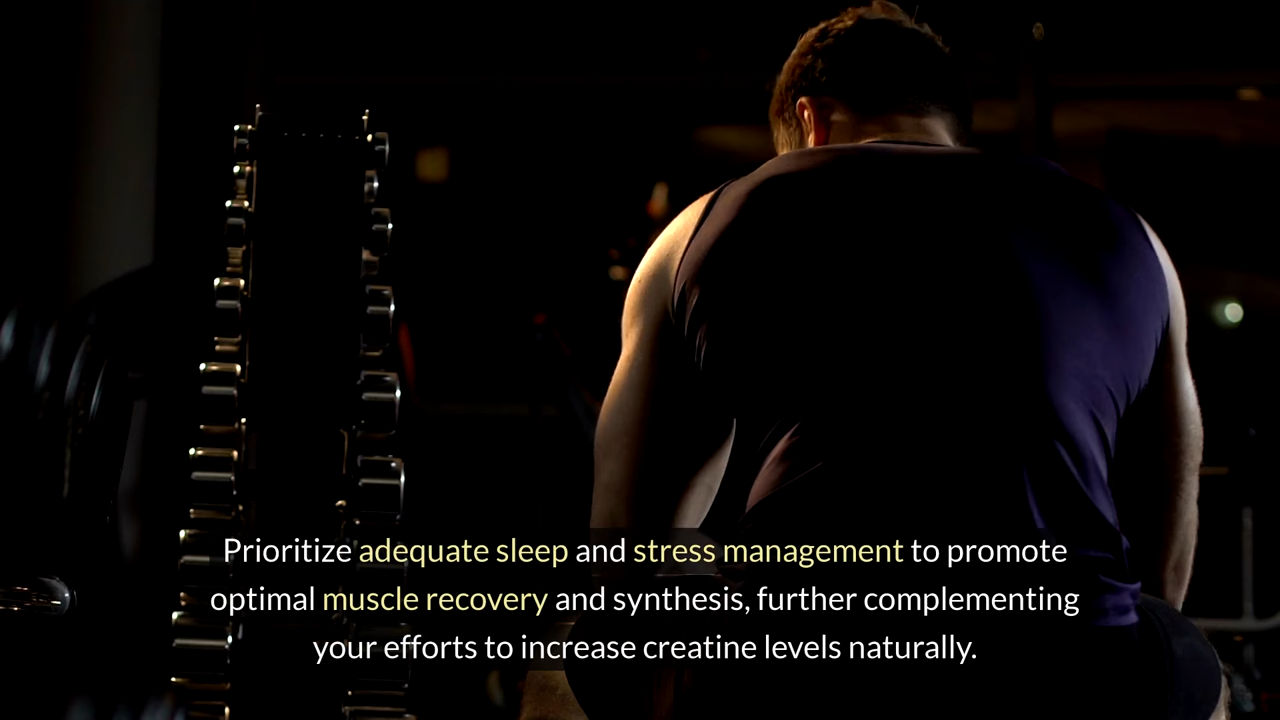 Prioritize adequate sleep and stress management to promote
optimal muscle recovery and synthesis, further complementing
your efforts to increase creatine levels naturally.